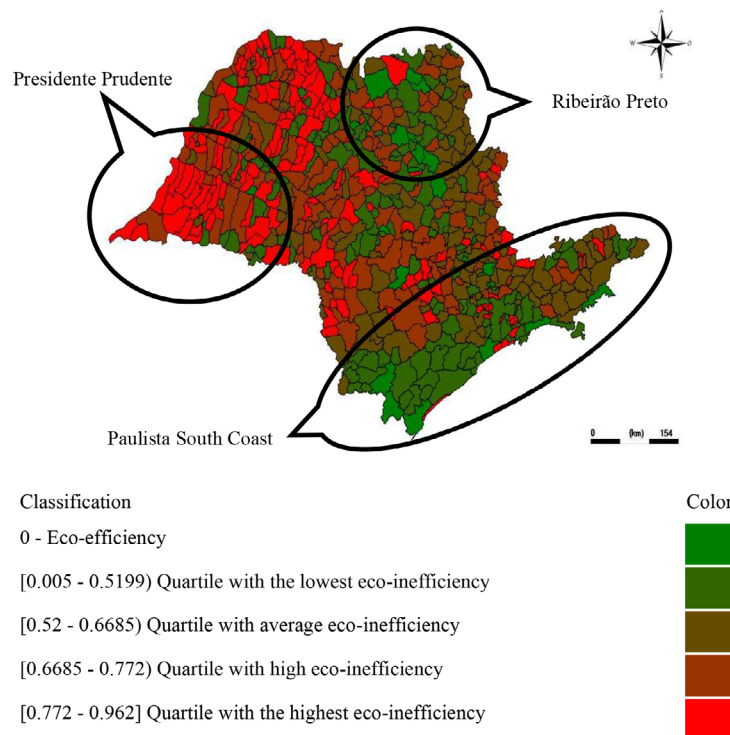 N
W
O
S
Presidente Prudente
Ribeirão Preto
Paulista South Coast
0 (km) 154
Classification Color
0 - Eco-efficiency
[0.005 - 0.5199) Quartile with the lowest eco-inefficiency
[0.52 - 0.6685) Quartile with average eco-inefficiency
[0.6685 - 0.772) Quartile with high eco-inefficiency
[0.772 - 0.962] Quartile with the highest eco-inefficiency